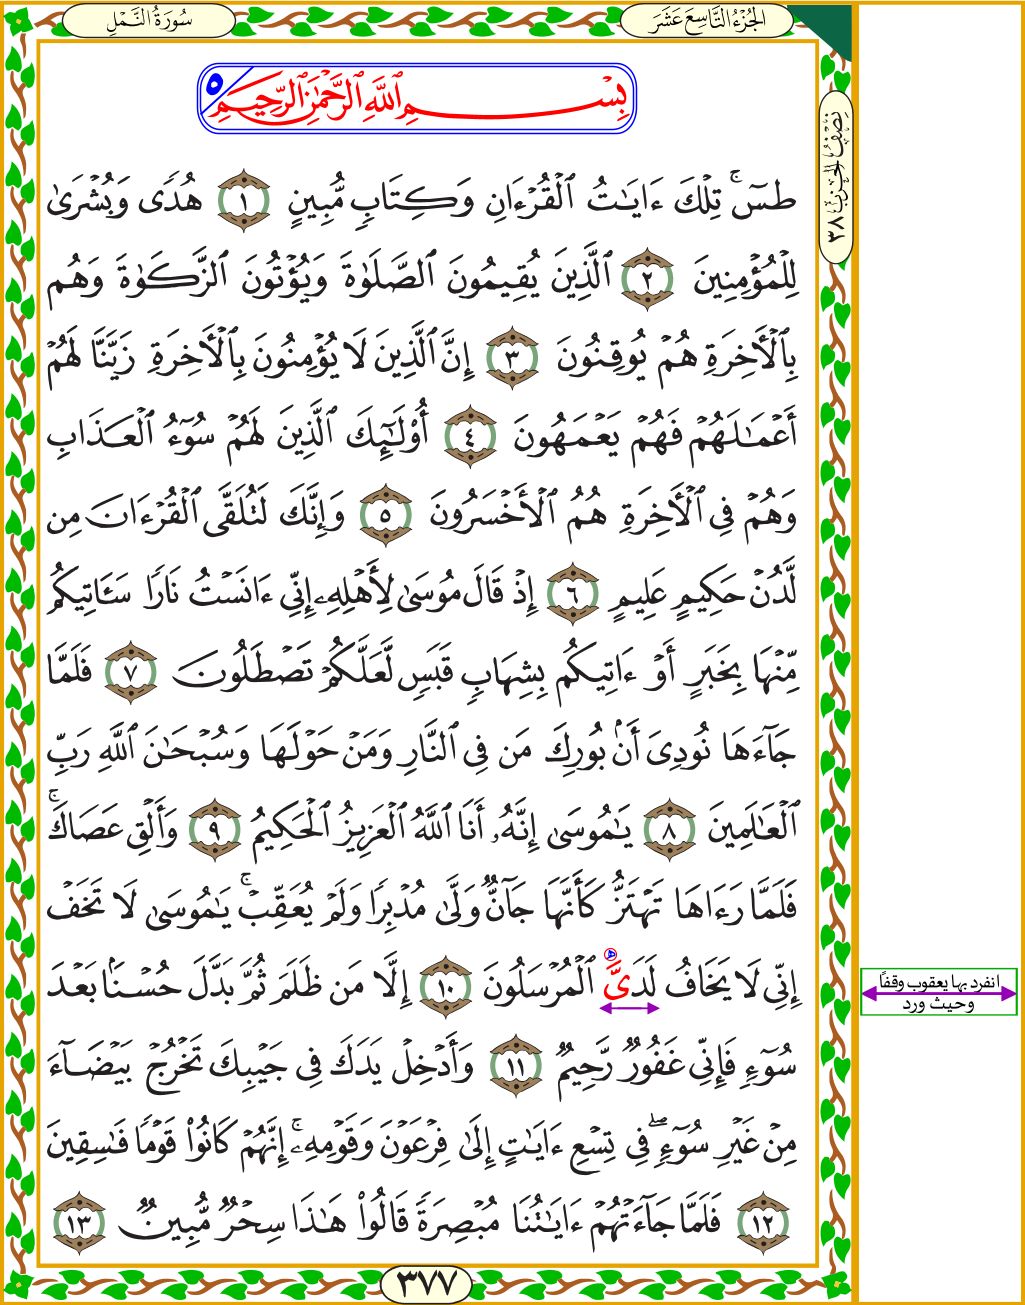 الجُزْءُ التَّاسِعَ عَشَرَ
سُورَةُ النَّمْلِ
بِسْمِ ٱللَّهِ ٱلرَّحْمَٰنِ ٱلرَّحِيمِ ٥
طسٓۚ تِلْكَ ءَايَٰتُ ٱلْقُرْءَانِ وَكِتَابٖ مُّبِينٍ ١ هُدٗى وَبُشْرَىٰ
لِلْمُؤْمِنِينَ ٢ ٱلَّذِينَ يُقِيمُونَ ٱلصَّلَوٰةَ وَيُؤْتُونَ ٱلزَّكَوٰةَ وَهُم
بِٱلْأٓخِرَةِ هُمْ يُوقِنُونَ ٣ إِنَّ ٱلَّذِينَ لَا يُؤْمِنُونَ بِٱلْأٓخِرَةِ زَيَّنَّا لَهُمْ
أَعْمَٰلَهُمْ فَهُمْ يَعْمَهُونَ ٤ أُوْلَٰٓئِكَ ٱلَّذِينَ لَهُمْ سُوٓءُ ٱلْعَذَابِ
وَهُمْ فِي ٱلْأٓخِرَةِ هُمُ ٱلْأَخْسَرُونَ ٥ وَإِنَّكَ لَتُلَقَّى ٱلْقُرْءَانَ مِن
لَّدُنْ حَكِيمٍ عَلِيمٍ ٦ إِذْ قَالَ مُوسَىٰ لِأَهْلِهِۦٓ إِنِّيٓ ءَانَسْتُ نَارٗا سَـَٔاتِيكُم
مِّنْهَا بِخَبَرٍ أَوْ ءَاتِيكُم بِشِهَابٖ قَبَسٖ لَّعَلَّكُمْ تَصْطَلُونَ ٧ فَلَمَّا
جَآءَهَا نُودِيَ أَنۢ بُورِكَ مَن فِي ٱلنَّارِ وَمَنْ حَوْلَهَا وَسُبْحَٰنَ ٱللَّهِ رَبِّ
ٱلْعَٰلَمِينَ ٨ يَٰمُوسَىٰٓ إِنَّهُۥٓ أَنَا ٱللَّهُ ٱلْعَزِيزُ ٱلْحَكِيمُ ٩ وَأَلْقِ عَصَاكَۚ
فَلَمَّا رَءَاهَا تَهْتَزُّ كَأَنَّهَا جَآنّٞ وَلَّىٰ مُدْبِرٗا وَلَمْ يُعَقِّبْۚ يَٰمُوسَىٰ لَا تَخَفْ
إِنِّي لَا يَخَافُ لَدَيَّ ٱلْمُرْسَلُونَ ١٠ إِلَّا مَن ظَلَمَ ثُمَّ بَدَّلَ حُسْنَۢا بَعْدَ
سُوٓءٖ فَإِنِّي غَفُورٞ رَّحِيمٞ ١١ وَأَدْخِلْ يَدَكَ فِي جَيْبِكَ تَخْرُجْ بَيْضَآءَ
مِنْ غَيْرِ سُوٓءٖۖ فِي تِسْعِ ءَايَٰتٍ إِلَىٰ فِرْعَوْنَ وَقَوْمِهِۦٓۚ إِنَّهُمْ كَانُوا۟ قَوْمٗا فَٰسِقِينَ
١٢ فَلَمَّا جَآءَتْهُمْ ءَايَٰتُنَا مُبْصِرَةٗ قَالُوا۟ هَٰذَا سِحْرٞ مُّبِينٞ ١٣
٣٧٧
نِصْفُ الحِزْبِ ٣٨
انفرد بها يعقوب وقفًا
وحيث ورد